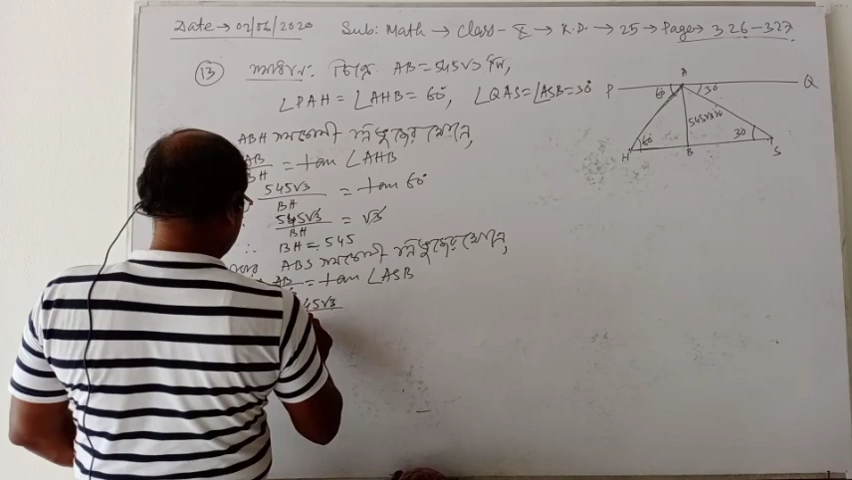 Date → 02/06/2020 Sub: Math → Class - X → K.D. → 25 → Page → 326-327
(13) সমাধান: চিত্রে AB = 545√3 মি,
∠PAH = ∠AHB = 60°, ∠QAS = ∠ASB = 30°
ABH সমকোণী ত্রিভুজের থেকে,
AB/BH = tan ∠AHB
545√3/BH = tan 60°
545√3/BH = √3
∴ BH = 545
ABS সমকোণী ত্রিভুজের থেকে,
AB = tan ∠ASB
45√3
A
P 60° 30° Q
545√3 মি
60° 30°
H B S